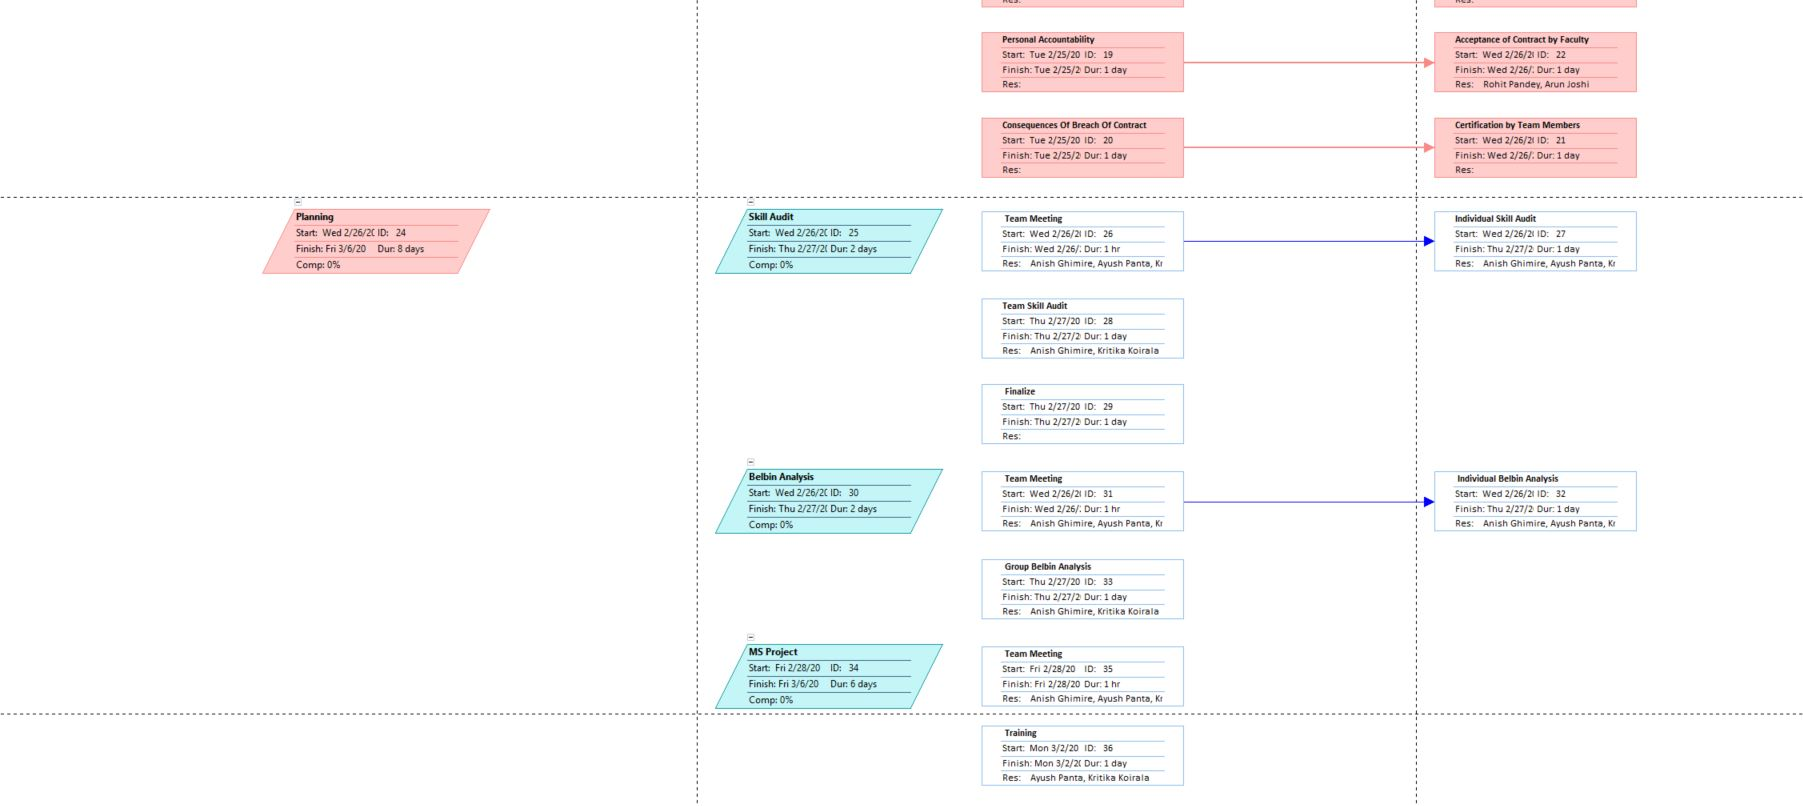 Res:
Res:
Personal Accountability
Start: Tue 2/25/20 ID: 19
Finish: Tue 2/25/2 Dur: 1 day
Res:
Acceptance of Contract by Faculty
Start: Wed 2/26/2 ID: 22
Finish: Wed 2/26/ Dur: 1 day
Res: Rohit Pandey, Arun Joshi
Consequences Of Breach Of Contract
Start: Tue 2/25/20 ID: 20
Finish: Tue 2/25/2 Dur: 1 day
Res:
Certification by Team Members
Start: Wed 2/26/2 ID: 21
Finish: Wed 2/26/ Dur: 1 day
Res:
Planning
Start: Wed 2/26/2 ID: 24
Finish: Fri 3/6/20 Dur: 8 days
Comp: 0%
Skill Audit
Start: Wed 2/26/2 ID: 25
Finish: Thu 2/27/2 Dur: 2 days
Comp: 0%
Team Meeting
Start: Wed 2/26/2 ID: 26
Finish: Wed 2/26/ Dur: 1 hr
Res: Anish Ghimire, Ayush Panta, Kr
Individual Skill Audit
Start: Wed 2/26/2 ID: 27
Finish: Thu 2/27/2 Dur: 1 day
Res: Anish Ghimire, Ayush Panta, Kr
Team Skill Audit
Start: Thu 2/27/20 ID: 28
Finish: Thu 2/27/2 Dur: 1 day
Res: Anish Ghimire, Kritika Koirala
Finalize
Start: Thu 2/27/20 ID: 29
Finish: Thu 2/27/2 Dur: 1 day
Res:
Belbin Analysis
Start: Wed 2/26/2 ID: 30
Finish: Thu 2/27/2 Dur: 2 days
Comp: 0%
Team Meeting
Start: Wed 2/26/2 ID: 31
Finish: Wed 2/26/ Dur: 1 hr
Res: Anish Ghimire, Ayush Panta, Kr
Individual Belbin Analysis
Start: Wed 2/26/2 ID: 32
Finish: Thu 2/27/2 Dur: 1 day
Res: Anish Ghimire, Ayush Panta, Kr
Group Belbin Analysis
Start: Thu 2/27/20 ID: 33
Finish: Thu 2/27/2 Dur: 1 day
Res: Anish Ghimire, Kritika Koirala
MS Project
Start: Fri 2/28/20 ID: 34
Finish: Fri 3/6/20 Dur: 6 days
Comp: 0%
Team Meeting
Start: Fri 2/28/20 ID: 35
Finish: Fri 2/28/20 Dur: 1 hr
Res: Anish Ghimire, Ayush Panta, Kr
Training
Start: Mon 3/2/20 ID: 36
Finish: Mon 3/2/2 Dur: 1 day
Res: Ayush Panta, Kritika Koirala